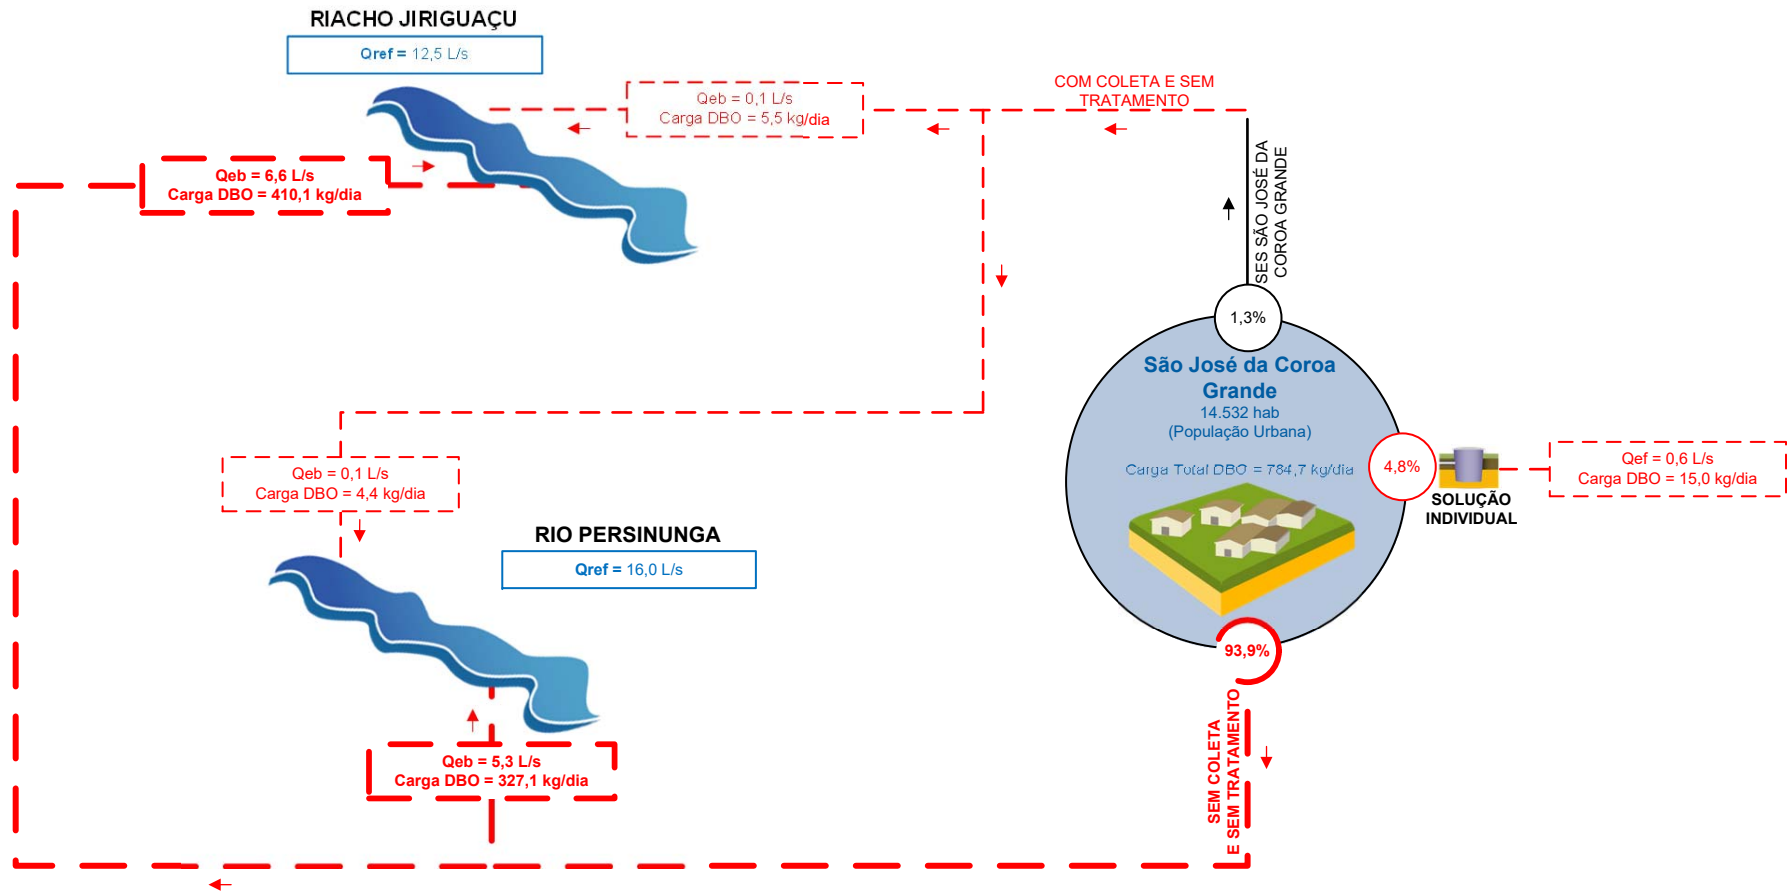 RIACHO JIRIGUAÇU
Qref = 12,5 L/s
Qeb = 0,1 L/s
Carga DBO = 5,5 kg/dia
COM COLETA E SEM
TRATAMENTO
Qeb = 6,6 L/s
Carga DBO = 410,1 kg/dia
SES SÃO JOSÉ DA
COROA GRANDE
1,3%
São José da Coroa
Grande
14.532 hab
(População Urbana)
Carga Total DBO = 784,7 kg/dia
4,8%
SOLUÇÃO
INDIVIDUAL
Qef = 0,6 L/s
Carga DBO = 15,0 kg/dia
Qeb = 0,1 L/s
Carga DBO = 4,4 kg/dia
RIO PERSINUNGA
Qref = 16,0 L/s
93,9%
SEM COLETA
E SEM TRATAMENTO
Qeb = 5,3 L/s
Carga DBO = 327,1 kg/dia